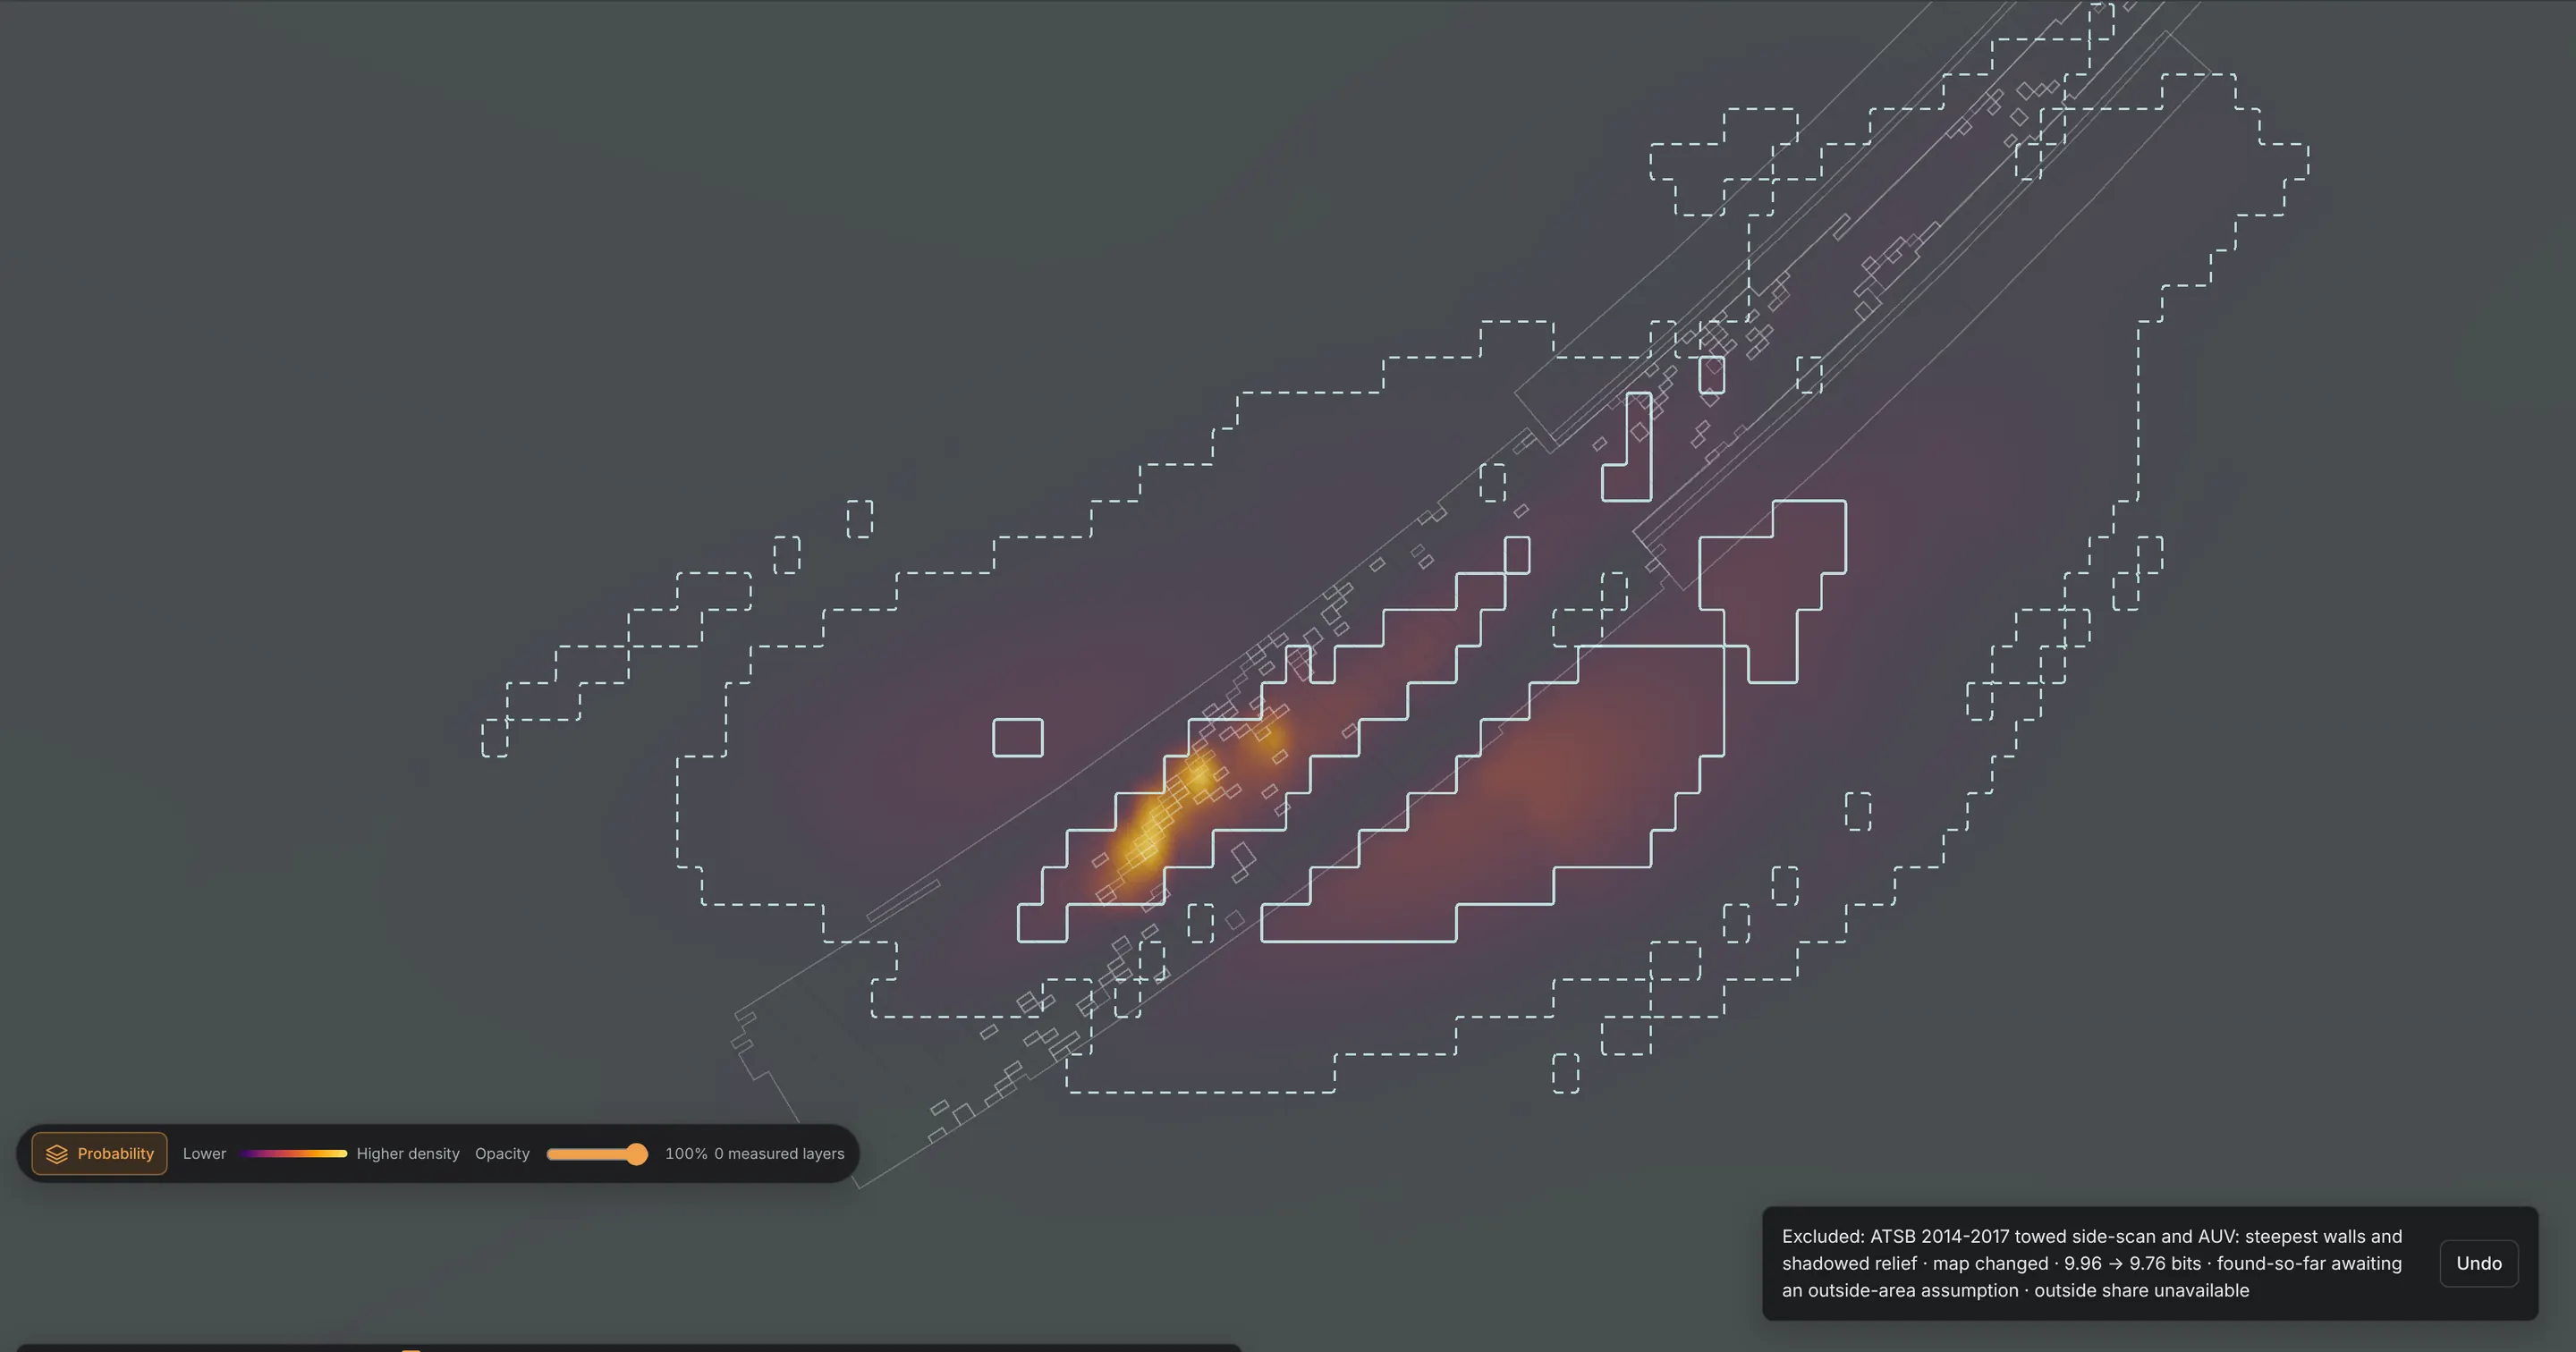 Probability
Lower
Higher density
Opacity
100%
0 measured layers
Excluded: ATSB 2014-2017 towed side-scan and AUV: steepest walls and
shadowed relief · map changed · 9.96 → 9.76 bits · found-so-far awaiting
an outside-area assumption · outside share unavailable
Undo